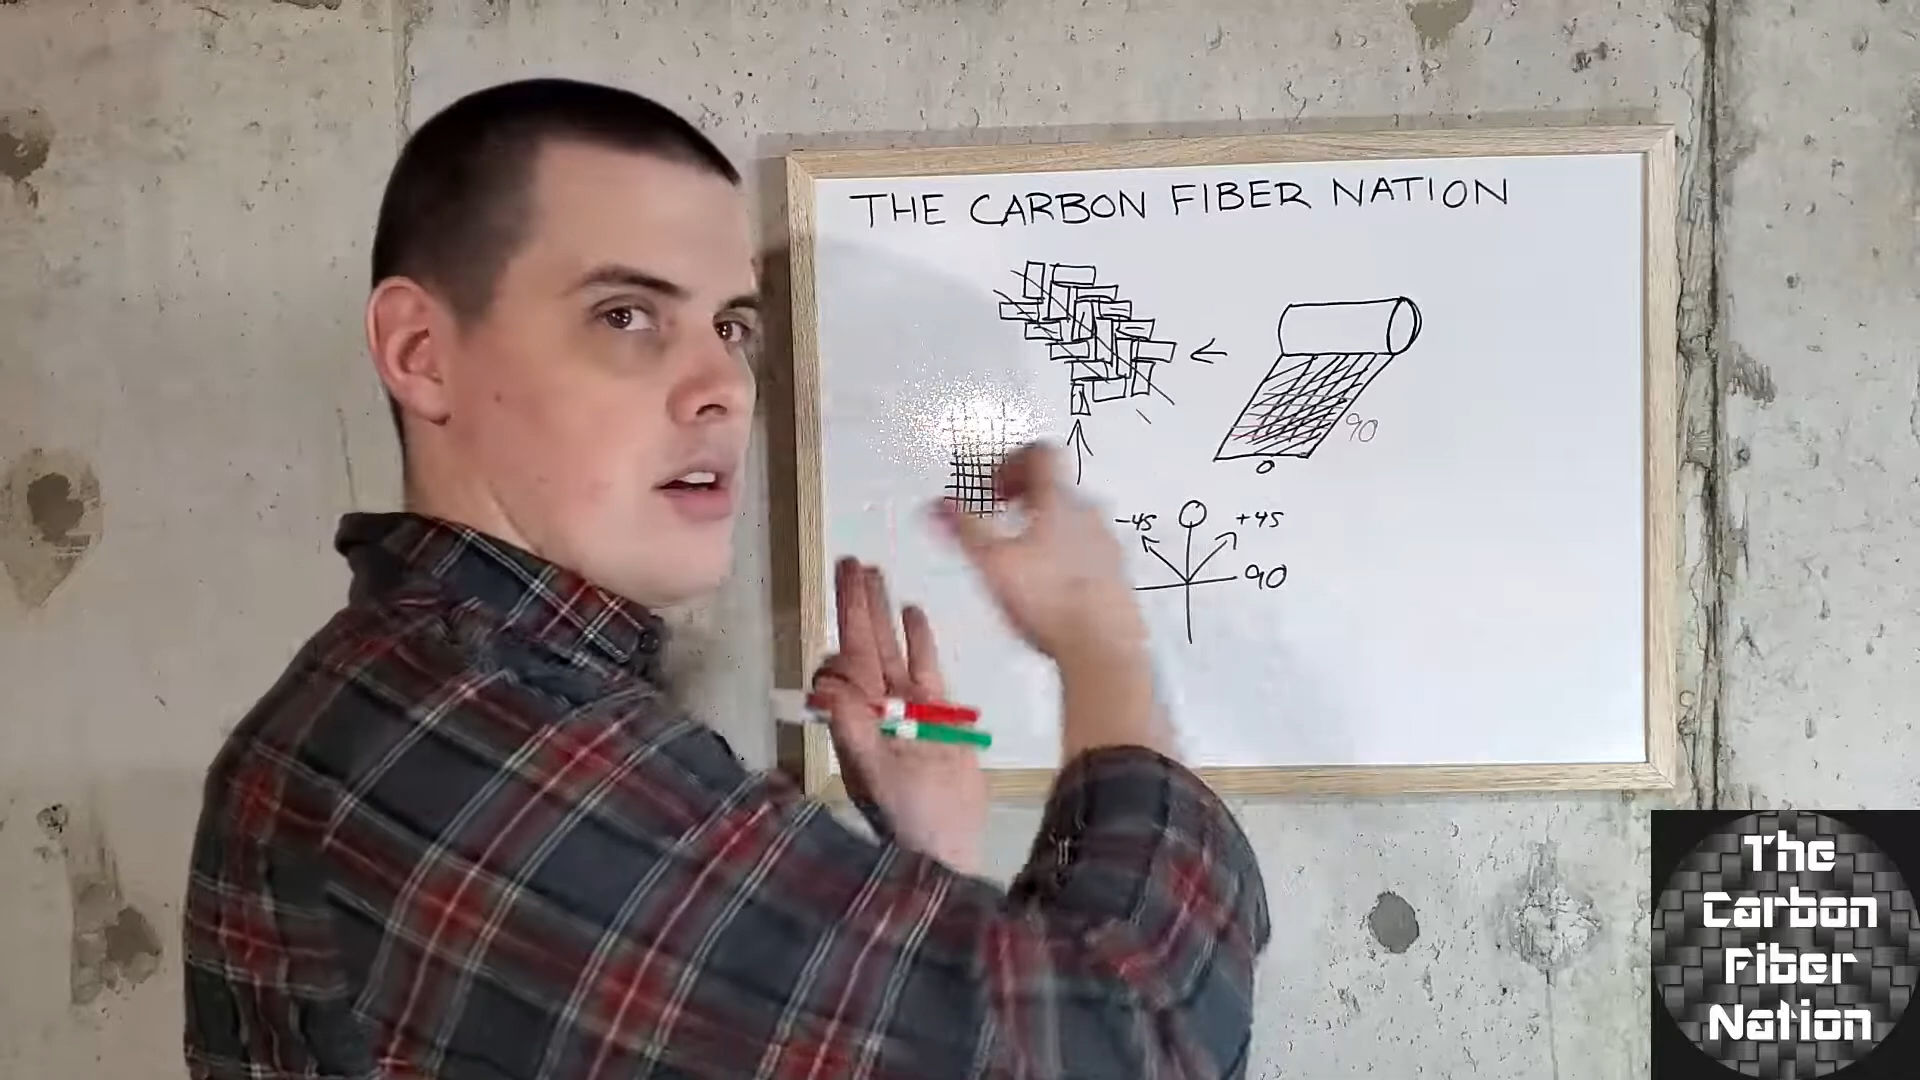 THE CARBON FIBER NATION
90
0
-45 0 +45
90
The
Carbon
Fiber
Nation